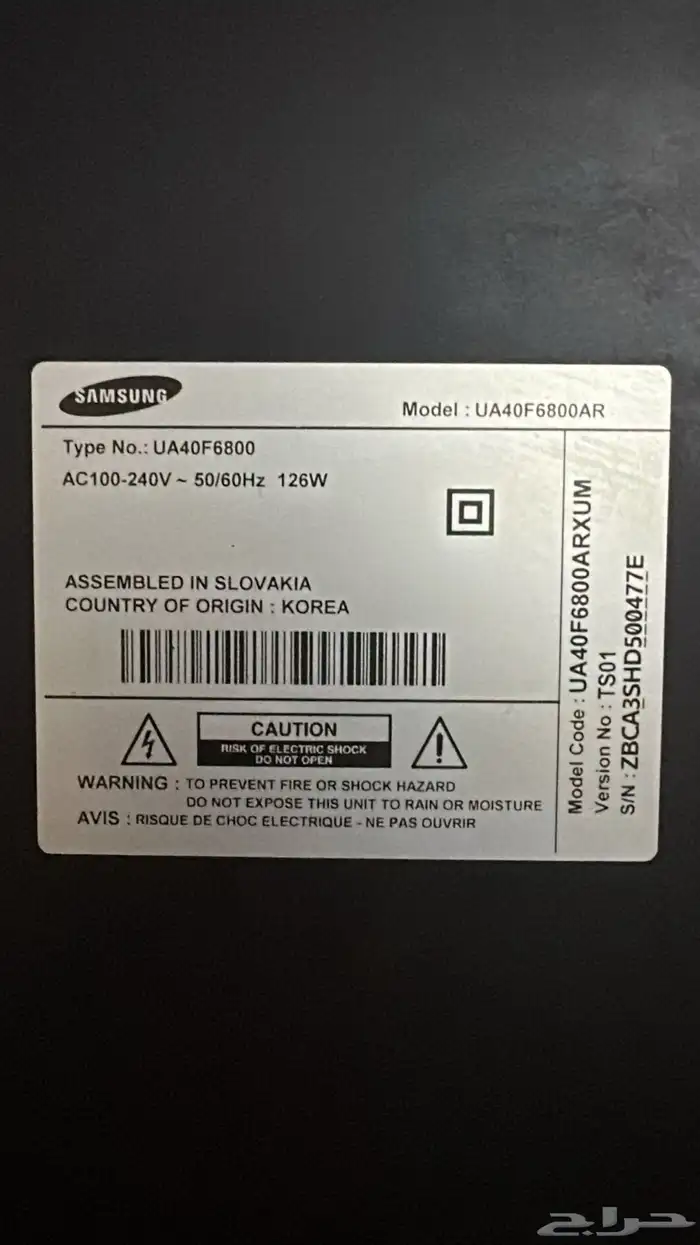 SAMSUNG
Model : UA40F6800AR
Type No.: UA40F6800
AC100-240V ~ 50/60Hz 126W
ASSEMBLED IN SLOVAKIA
COUNTRY OF ORIGIN : KOREA
CAUTION
RISK OF ELECTRIC SHOCK
DO NOT OPEN
WARNING : TO PREVENT FIRE OR SHOCK HAZARD
DO NOT EXPOSE THIS UNIT TO RAIN OR MOISTURE
AVIS : RISQUE DE CHOC ELECTRIQUE - NE PAS OUVRIR
Model Code : UA40F6800ARXUM
Version No : TS01
S/N : ZBCA3SHD500477E
حراج